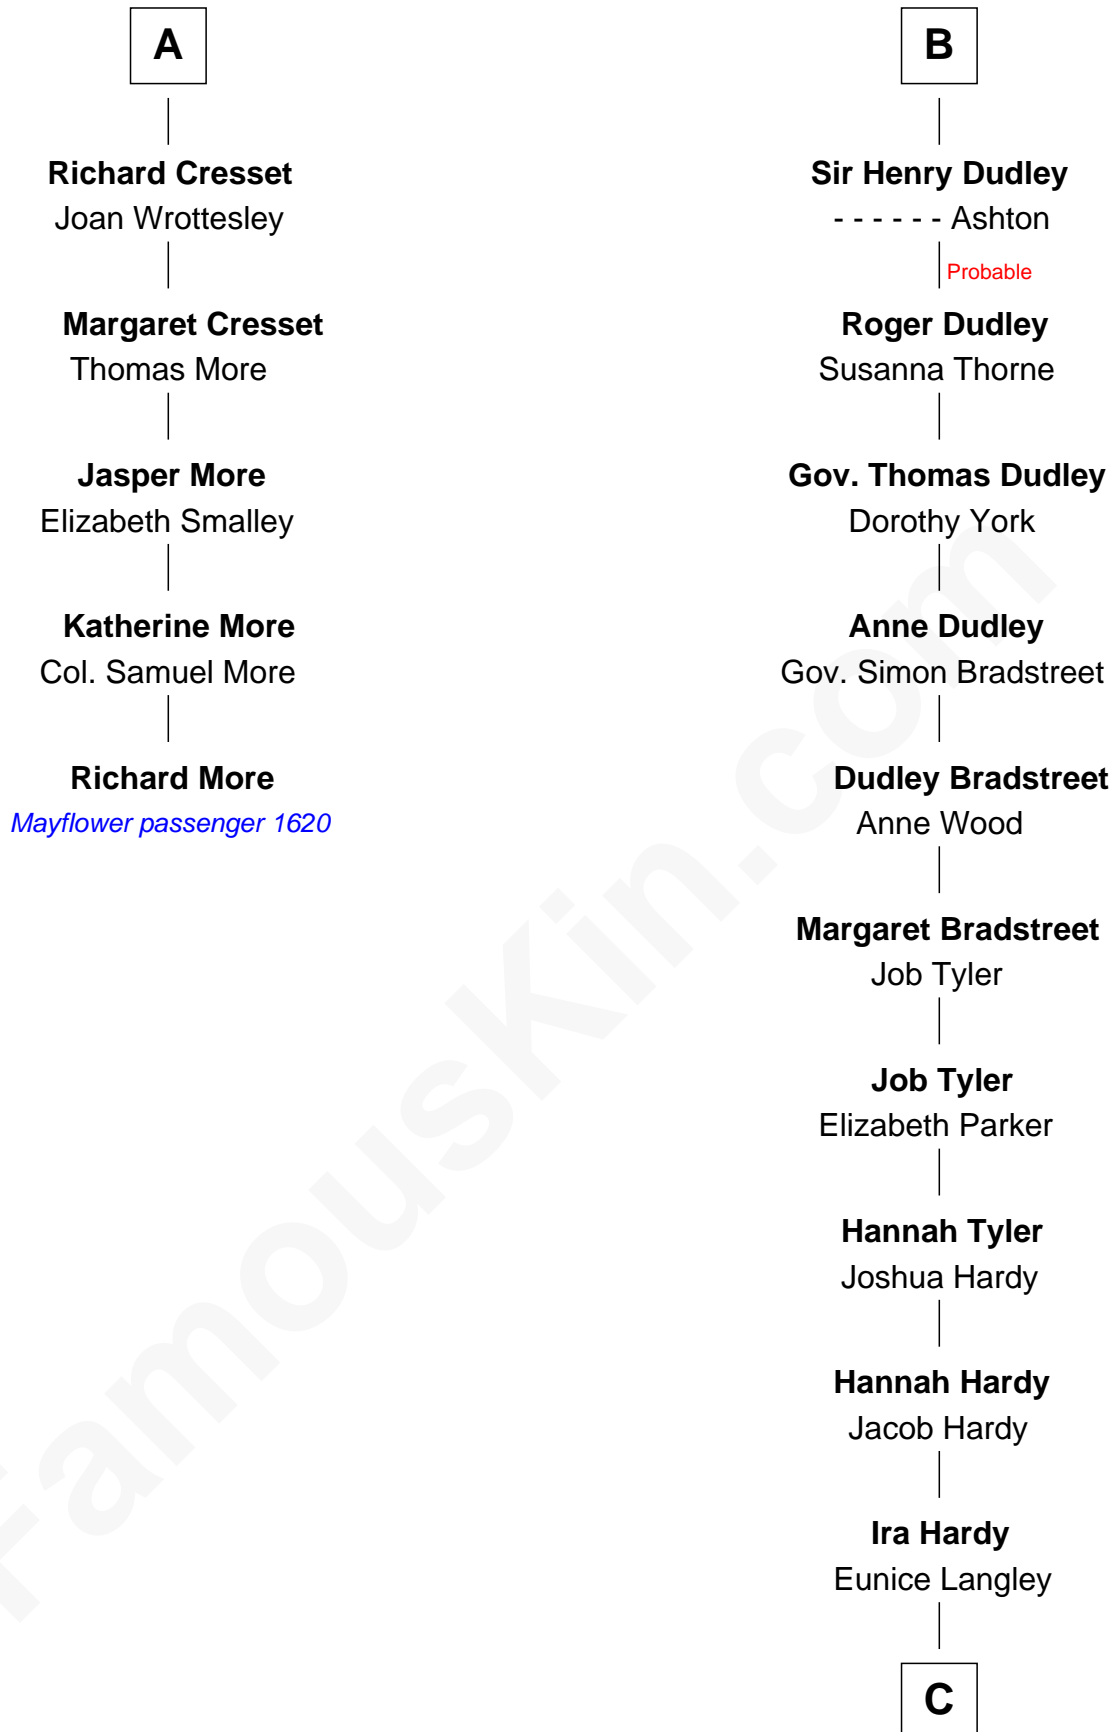 A
Richard Cresset
Joan Wrottesley
Margaret Cresset
Thomas More
Jasper More
Elizabeth Smalley
Katherine More
Col. Samuel More
Richard More
Mayflower passenger 1620
B
Sir Henry Dudley
- - - - - - Ashton
Probable
Roger Dudley
Susanna Thorne
Gov. Thomas Dudley
Dorothy York
Anne Dudley
Gov. Simon Bradstreet
Dudley Bradstreet
Anne Wood
Margaret Bradstreet
Job Tyler
Job Tyler
Elizabeth Parker
Hannah Tyler
Joshua Hardy
Hannah Hardy
Jacob Hardy
Ira Hardy
Eunice Langley
C
FamousKin.com